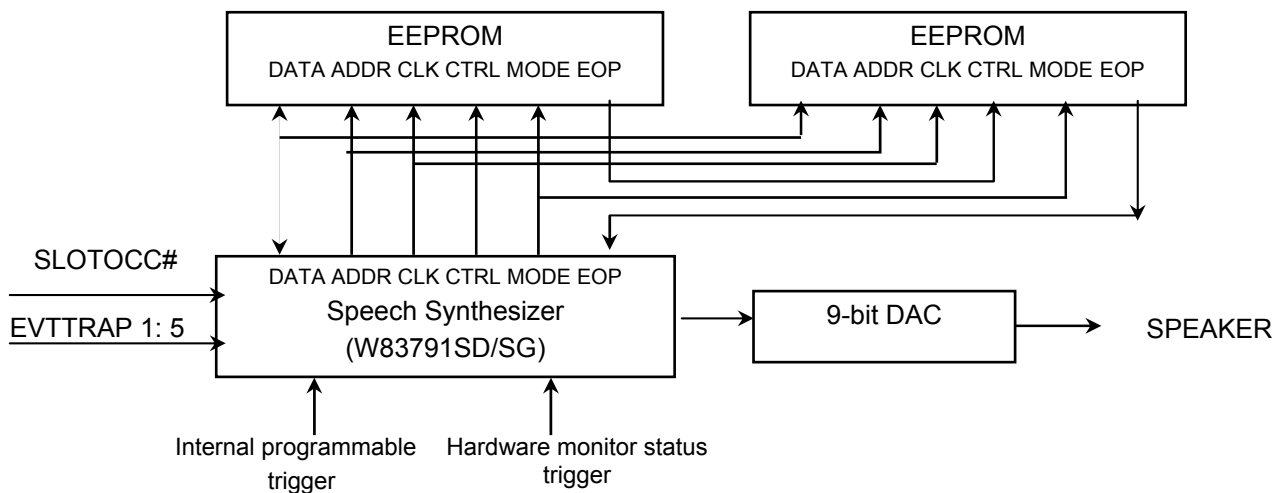 EEPROM
DATA ADDR CLK CTRL MODE EOP
EEPROM
DATA ADDR CLK CTRL MODE EOP
SLOTOCC#
EVTTRAP 1: 5
DATA ADDR CLK CTRL MODE EOP
Speech Synthesizer
(W83791SD/SG)
9-bit DAC
SPEAKER
Internal programmable
trigger
Hardware monitor status
trigger